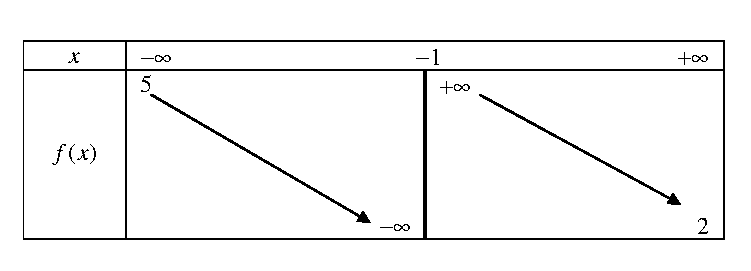 x −∞ −1 +∞
5 +∞
f(x)
−∞ 2